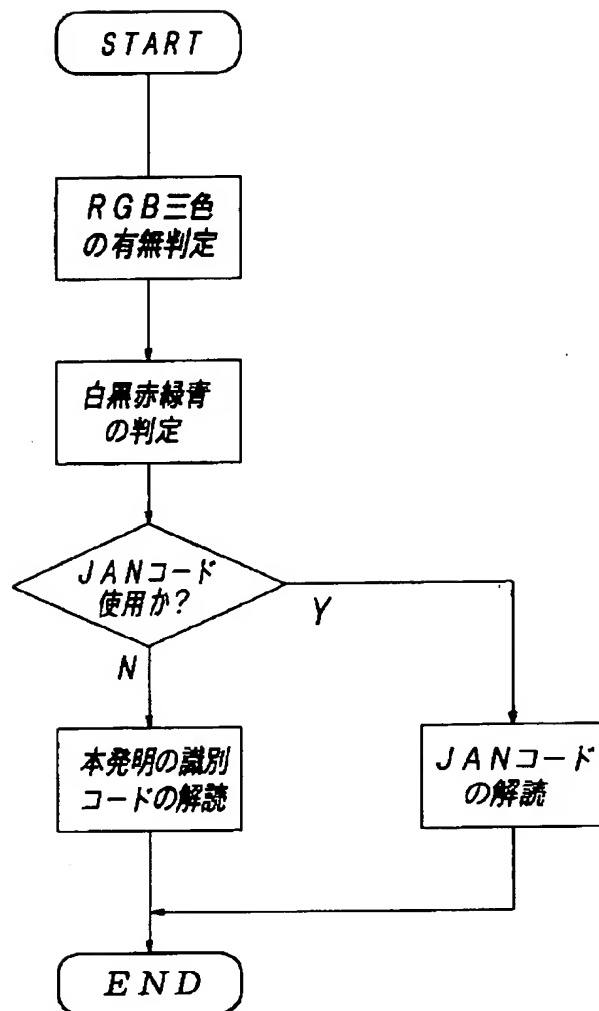 START
RGB三色
の有無判定
白黒赤緑青
の判定
JANコード
使用か?
Y
N
本発明の識別
コードの解読
JANコード
の解読
END